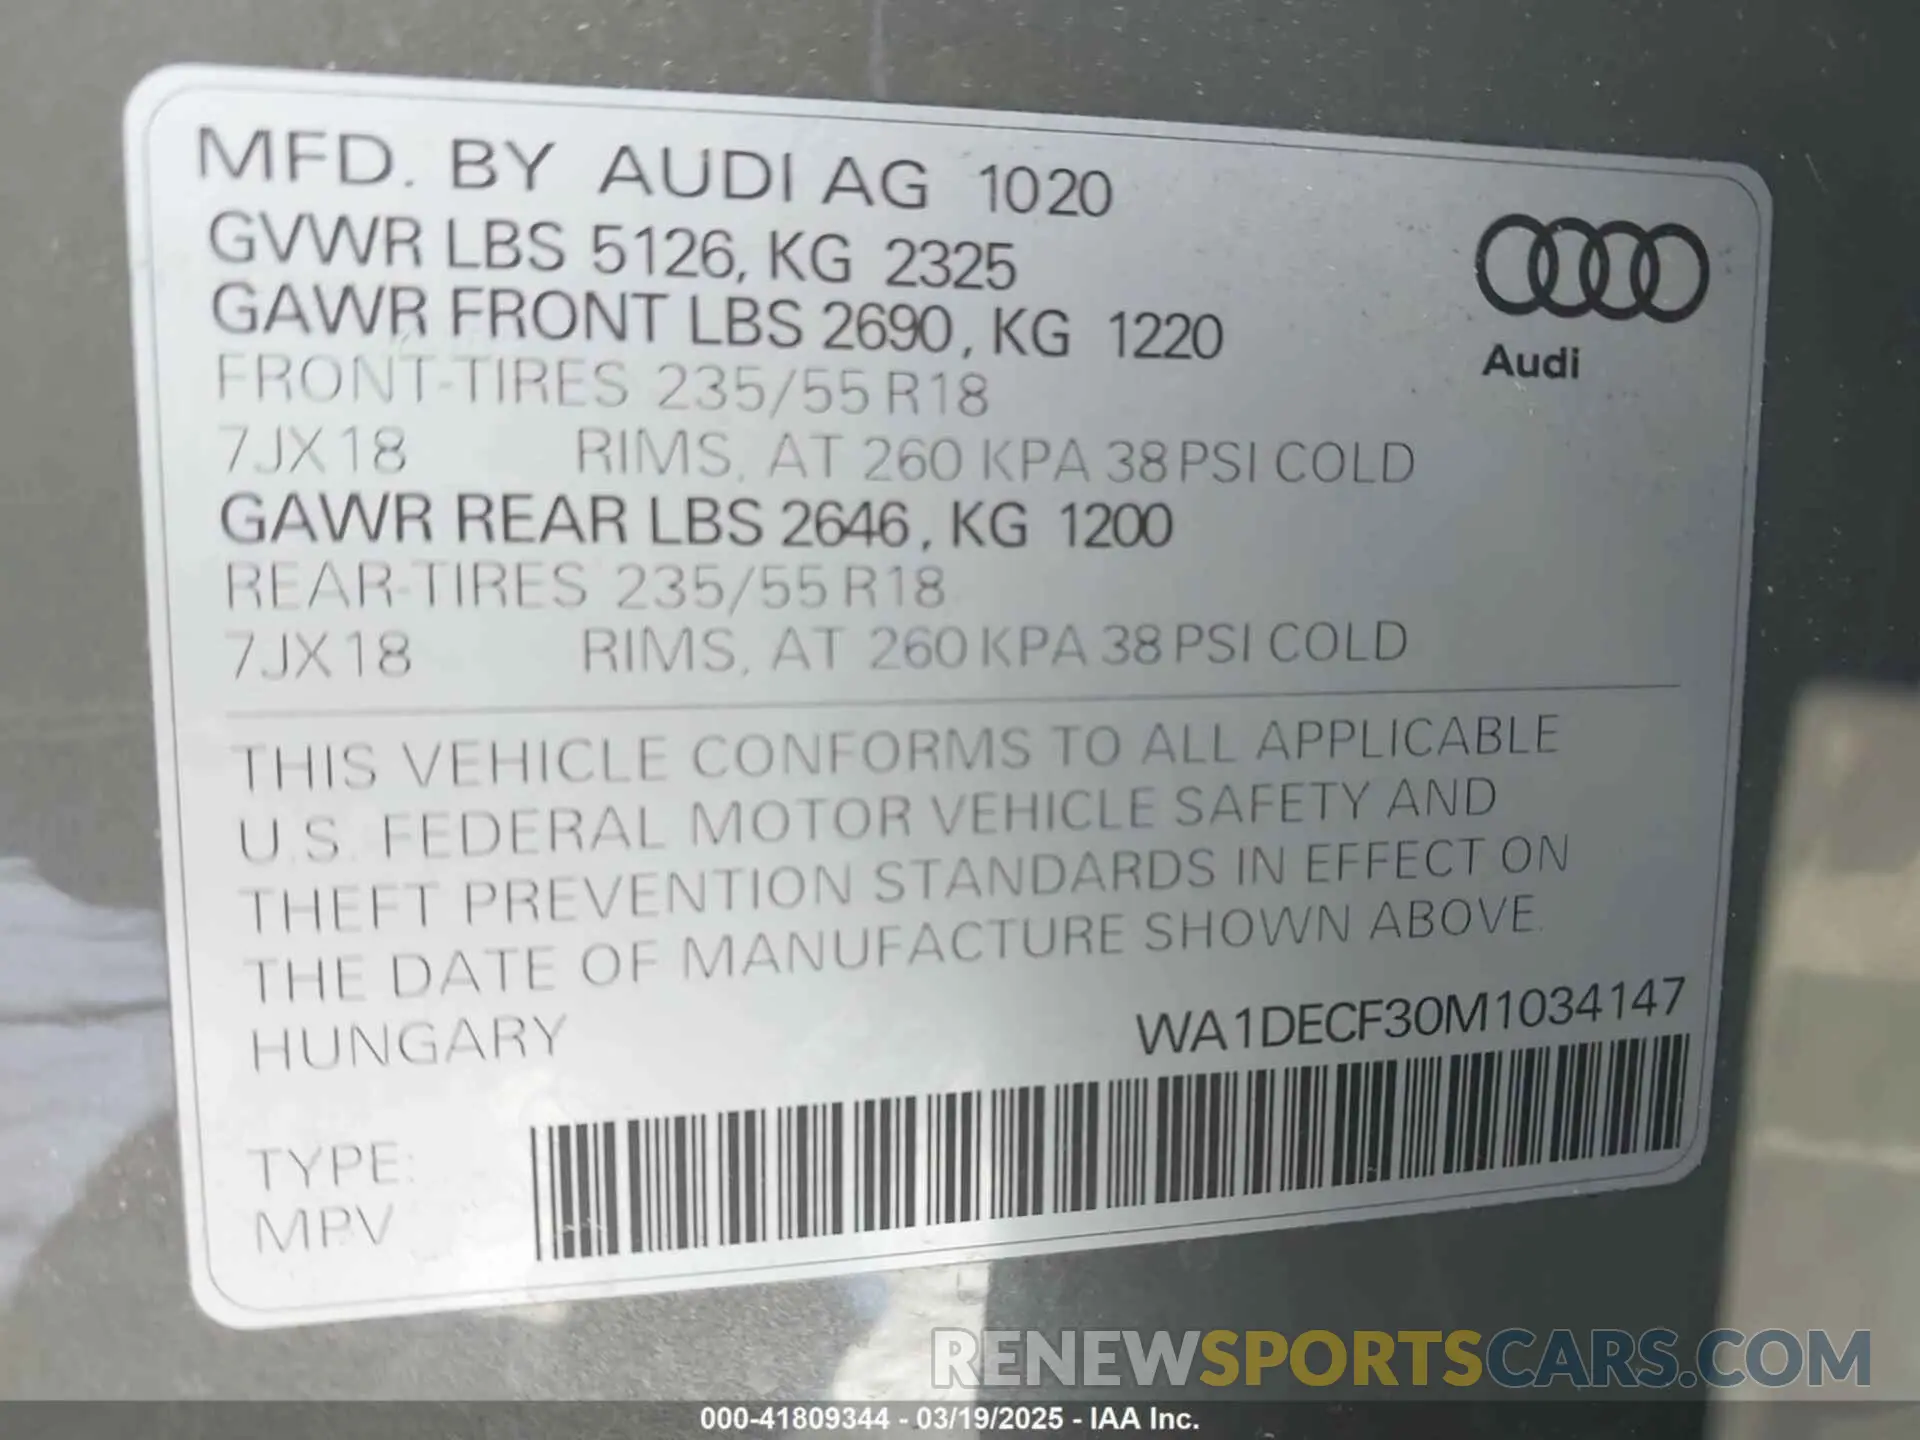 MFD. BY AUDI AG 1020
GVWR LBS 5126, KG 2325
GAWR FRONT LBS 2690, KG 1220
FRONT-TIRES 235/55 R18
7JX18 RIMS, AT 260 KPA 38 PSI COLD
GAWR REAR LBS 2646, KG 1200
REAR-TIRES 235/55 R18
7JX18 RIMS, AT 260 KPA 38 PSI COLD
Audi
THIS VEHICLE CONFORMS TO ALL APPLICABLE
U.S. FEDERAL MOTOR VEHICLE SAFETY AND
THEFT PREVENTION STANDARDS IN EFFECT ON
THE DATE OF MANUFACTURE SHOWN ABOVE.
HUNGARY
WA1DECF30M1034147
TYPE:
MPV
RENEWSPORTSCARS.COM
000-41809344 - 03/19/2025 - IAA Inc.